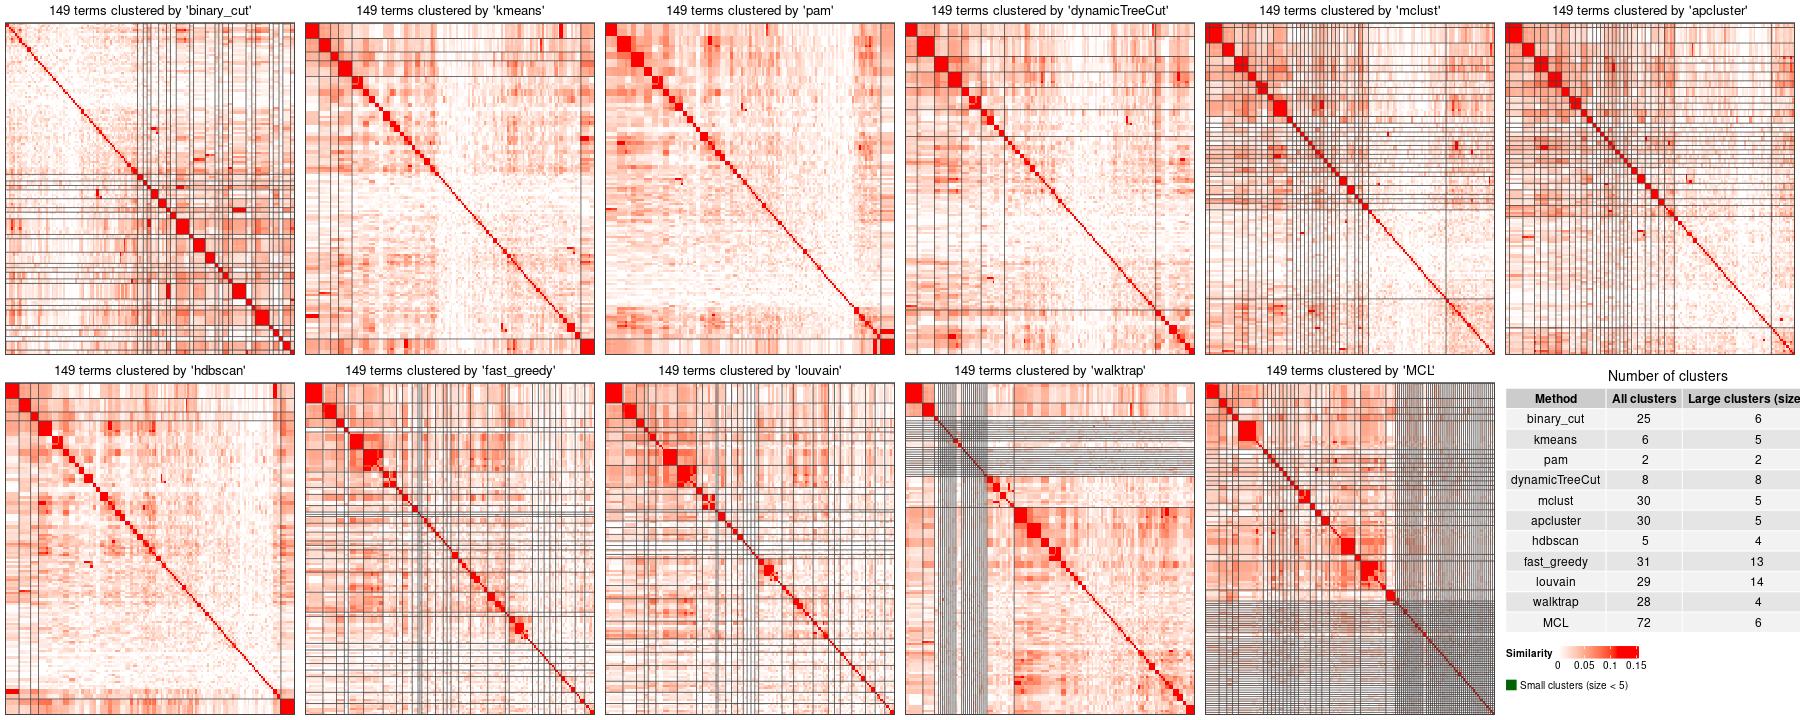 149 terms clustered by 'binary_cut'
149 terms clustered by 'kmeans'
149 terms clustered by 'pam'
149 terms clustered by 'dynamicTreeCut'
149 terms clustered by 'mclust'
149 terms clustered by 'apcluster'
149 terms clustered by 'hdbscan'
149 terms clustered by 'fast_greedy'
149 terms clustered by 'louvain'
149 terms clustered by 'walktrap'
149 terms clustered by 'MCL'
Number of clusters
Method All clusters Large clusters (size
binary_cut 25 6
kmeans 6 5
pam 2 2
dynamicTreeCut 8 8
mclust 30 5
apcluster 30 5
hdbscan 5 4
fast_greedy 31 13
louvain 29 14
walktrap 28 4
MCL 72 6
Similarity
0 0.05 0.1 0.15
Small clusters (size < 5)